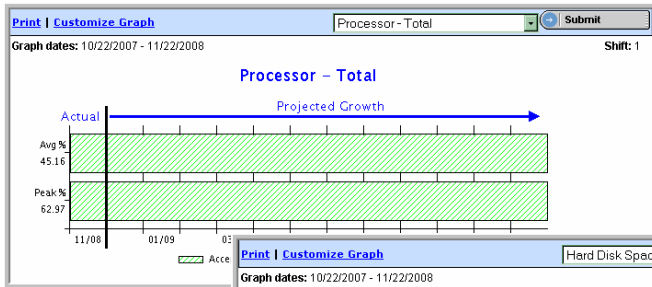 Print | Customize Graph Processor - Total Submit
Graph dates: 10/22/2007 - 11/22/2008 Shift: 1
Processor - Total
Actual Projected Growth
Avg %
45.16
Peak %
62.97
11/08 01/09 03
Acce
Print | Customize Graph Hard Disk Spac
Graph dates: 10/22/2007 - 11/22/2008